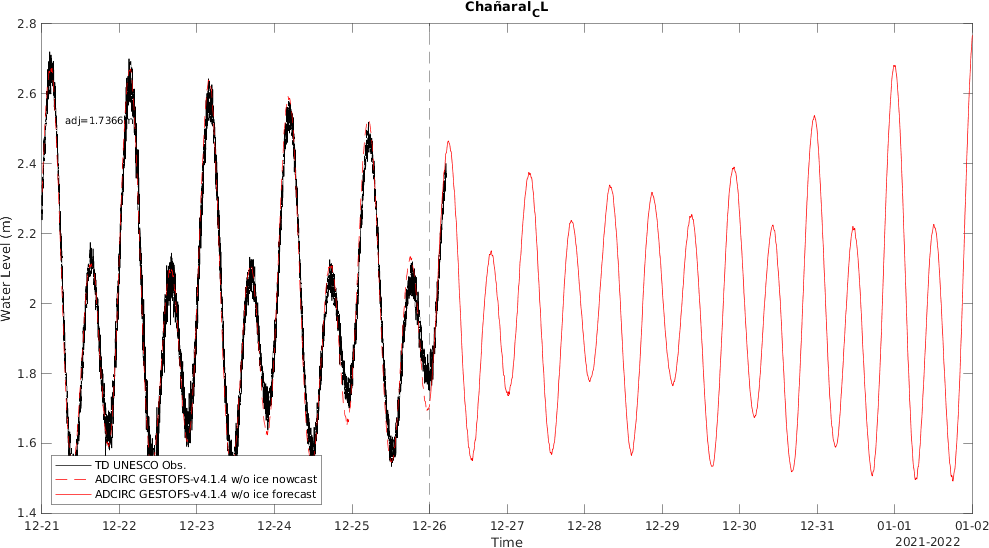 Chañaral_CL
2.8
2.6
2.4
2.2
2
1.8
1.6
1.4
Water Level (m)
adj=1.7366m
TD UNESCO Obs.
ADCIRC GESTOFS-v4.1.4 w/o ice nowcast
ADCIRC GESTOFS-v4.1.4 w/o ice forecast
12-21 12-22 12-23 12-24 12-25 12-26 12-27 12-28 12-29 12-30 12-31 01-01 01-02
Time
2021-2022